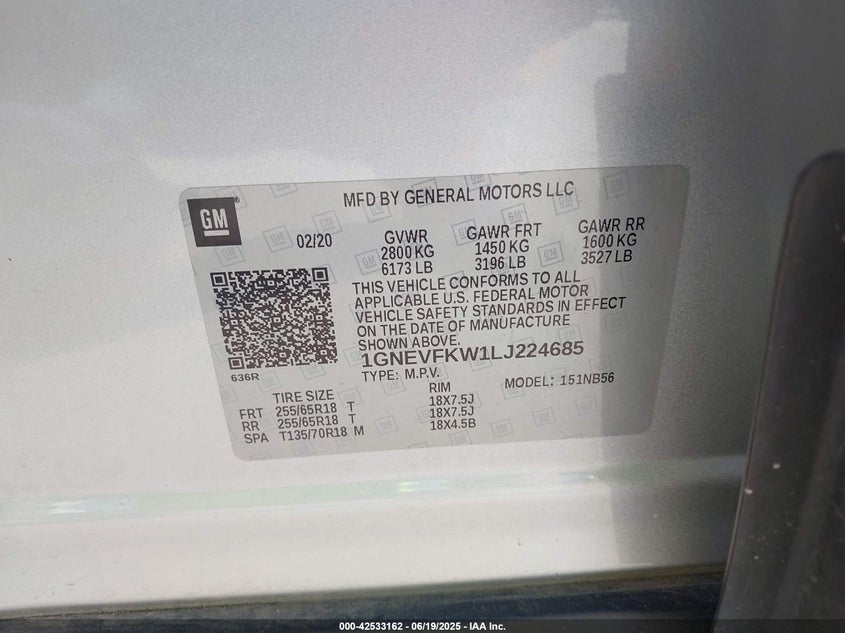 GM®
MFD BY GENERAL MOTORS LLC
02/20 GVWR GAWR FRT GAWR RR
2800 KG 1450 KG 1600 KG
6173 LB 3196 LB 3527 LB
THIS VEHICLE CONFORMS TO ALL
APPLICABLE U.S. FEDERAL MOTOR
VEHICLE SAFETY STANDARDS IN EFFECT
ON THE DATE OF MANUFACTURE
SHOWN ABOVE.
1GNEVFKW1LJ224685
636R
TYPE: M.P.V. MODEL: 151NB56
TIRE SIZE RIM
FRT 255/65R18 T 18X7.5J
RR 255/65R18 T 18X7.5J
SPA T135/70R18 M 18X4.5B
000-42533162 - 06/19/2025 - IAA Inc.